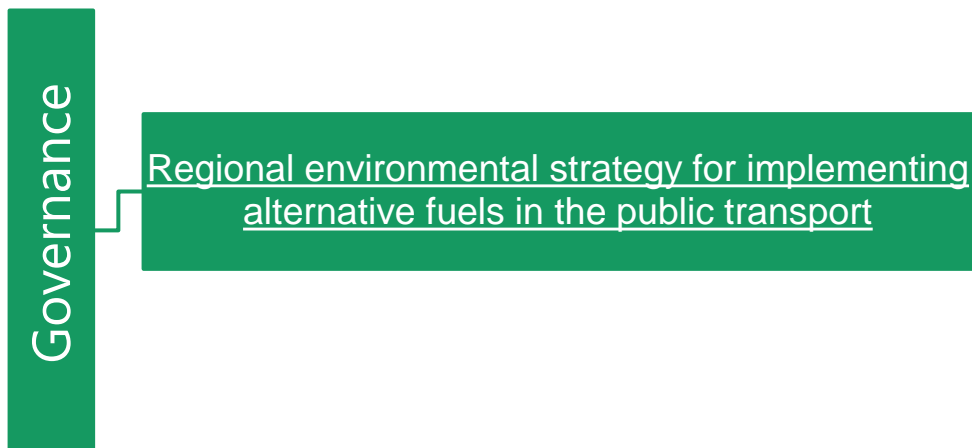 Governance
Regional environmental strategy for implementing
alternative fuels in the public transport